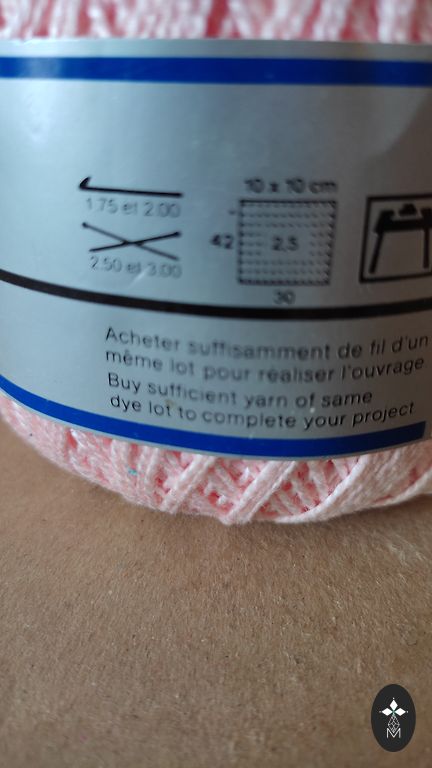 10 x 10 cm
1.75 et 2.00
42
2,5
2.50 et 3.00
30
Acheter suffisamment de fil d'un
même lot pour réaliser l'ouvrage
Buy sufficient yarn of same
dye lot to complete your project
M